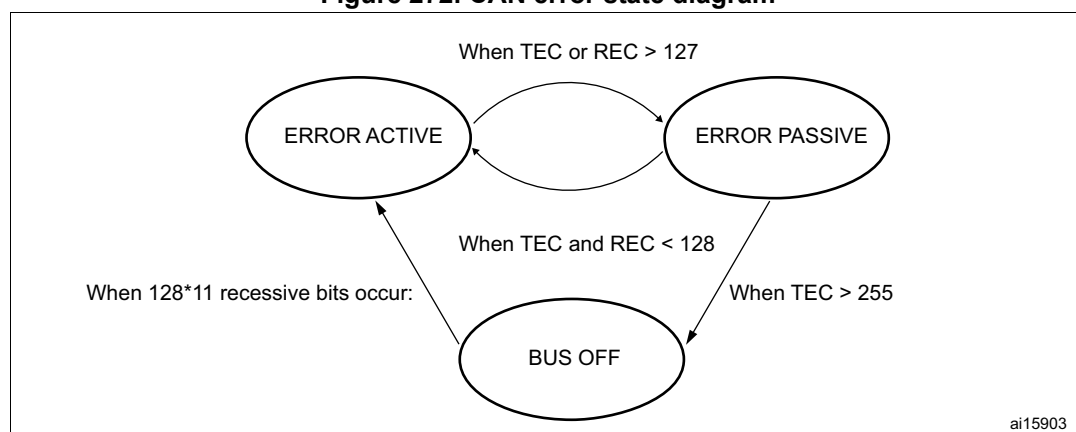 Figure 272. CAN error state diagram
When TEC or REC > 127
ERROR ACTIVE
ERROR PASSIVE
When TEC and REC < 128
When 128*11 recessive bits occur:
When TEC > 255
BUS OFF
ai15903